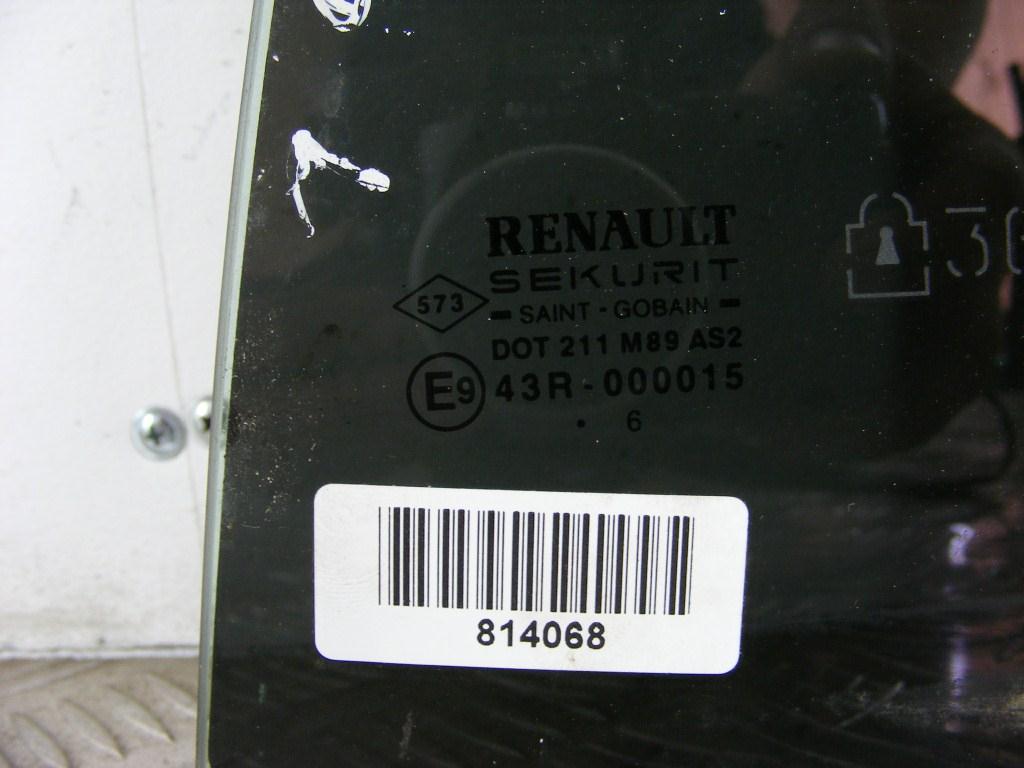 RENAULT
SEKURIT
573
SAINT - GOBAIN
DOT 211 M89 AS2
E9 43R - 000015
. 6
814068